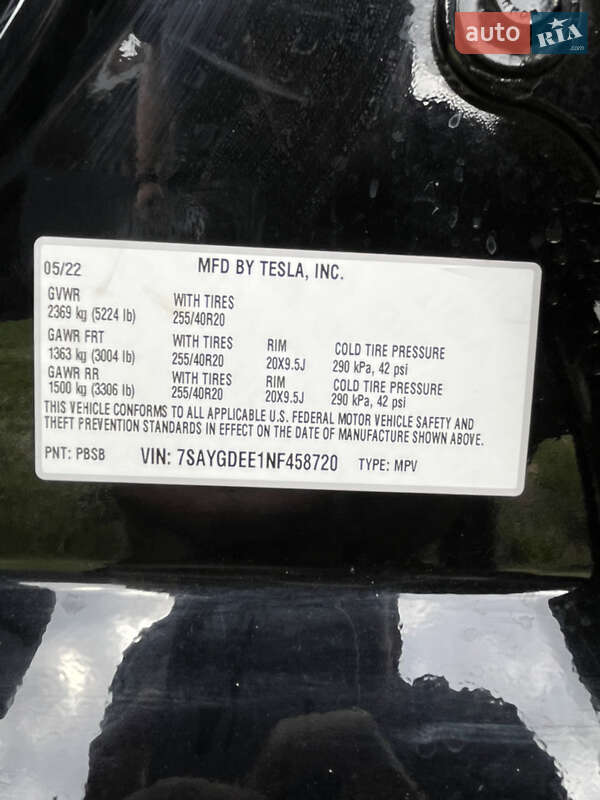 auto RIA .com
05/22 MFD BY TESLA, INC.
GVWR WITH TIRES
2369 kg (5224 lb) 255/40R20
GAWR FRT WITH TIRES RIM COLD TIRE PRESSURE
1363 kg (3004 lb) 255/40R20 20X9.5J 290 kPa, 42 psi
GAWR RR WITH TIRES RIM COLD TIRE PRESSURE
1500 kg (3306 lb) 255/40R20 20X9.5J 290 kPa, 42 psi
THIS VEHICLE CONFORMS TO ALL APPLICABLE U.S. FEDERAL MOTOR VEHICLE SAFETY AND
THEFT PREVENTION STANDARDS IN EFFECT ON THE DATE OF MANUFACTURE SHOWN ABOVE.
PNT: PBSB VIN: 7SAYGDEE1NF458720 TYPE: MPV